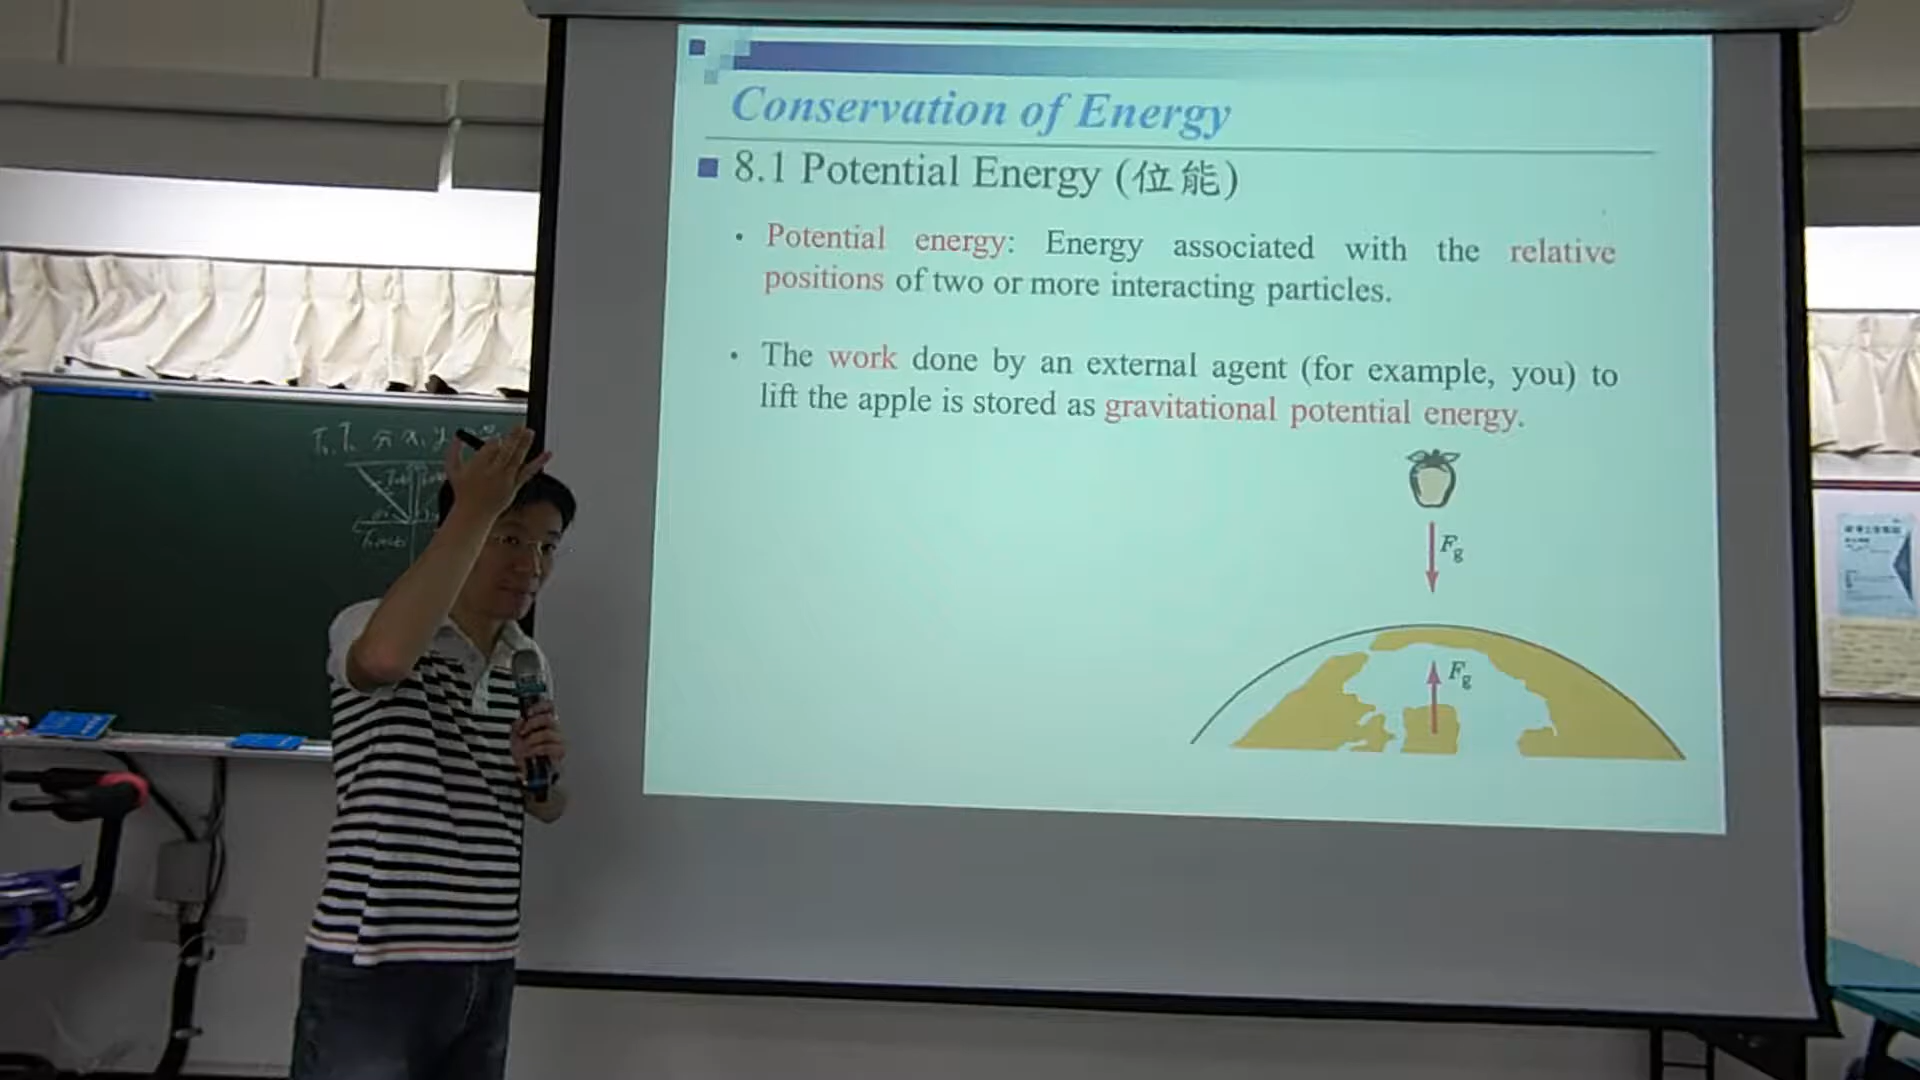 Conservation of Energy
8.1 Potential Energy (位能)
• Potential energy: Energy associated with the relative
positions of two or more interacting particles.
• The work done by an external agent (for example, you) to
lift the apple is stored as gravitational potential energy.
Fg
Fg